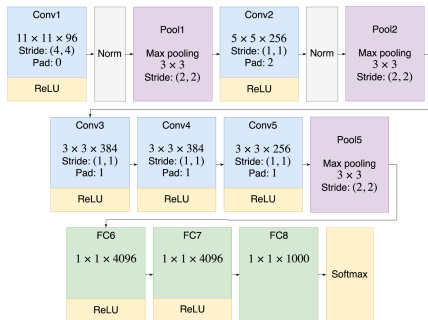 Conv1
11 × 11 × 96
Stride: (4, 4)
Pad: 0
ReLU
Norm
Pool1
Max pooling
3 × 3
Stride: (2, 2)
Conv2
5 × 5 × 256
Stride: (1, 1)
Pad: 2
ReLU
Norm
Pool2
Max pooling
3 × 3
Stride: (2, 2)
Conv3
3 × 3 × 384
Stride: (1, 1)
Pad: 1
ReLU
Conv4
3 × 3 × 384
Stride: (1, 1)
Pad: 1
ReLU
Conv5
3 × 3 × 256
Stride: (1, 1)
Pad: 1
ReLU
Pool5
Max pooling
3 × 3
Stride: (2, 2)
FC6
1 × 1 × 4096
ReLU
FC7
1 × 1 × 4096
ReLU
FC8
1 × 1 × 1000
Softmax